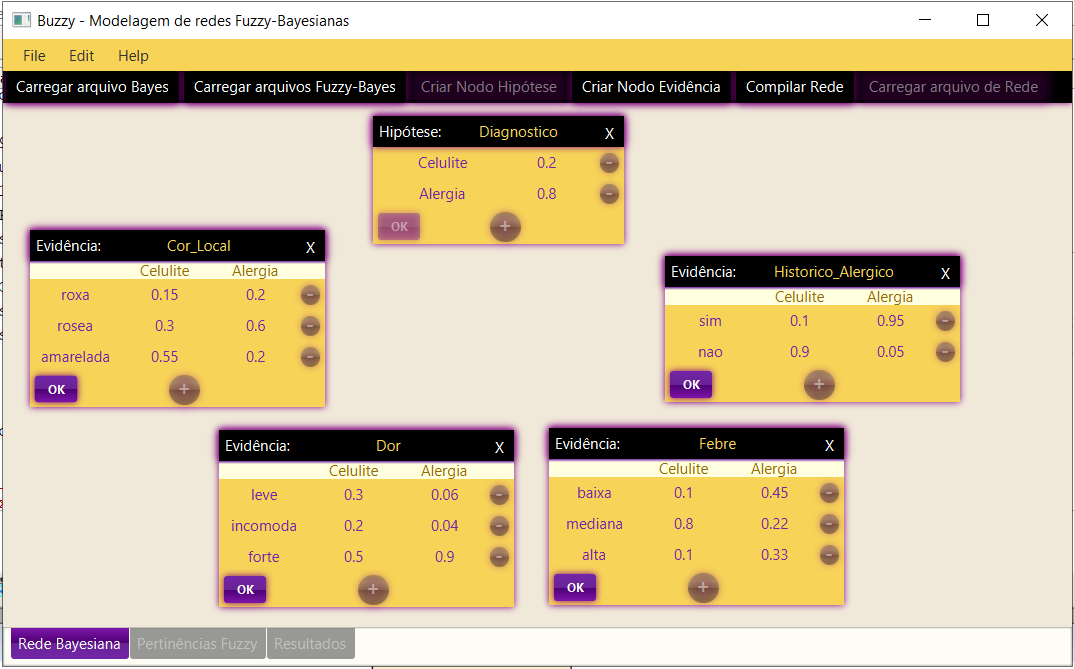 Buzzy - Modelagem de redes Fuzzy-Bayesianas
File Edit Help
Carregar arquivo Bayes Carregar arquivos Fuzzy-Bayes Criar Nodo Hipótese Criar Nodo Evidência Compilar Rede Carregar arquivo de Rede
Hipótese: Diagnostico X
Celulite 0.2 -
Alergia 0.8 -
OK +
Evidência: Cor_Local X
Celulite Alergia
roxa 0.15 0.2 -
rosea 0.3 0.6 -
amarelada 0.55 0.2 -
OK +
Evidência: Historico_Alergico X
Celulite Alergia
sim 0.1 0.95 -
nao 0.9 0.05 -
OK +
Evidência: Dor X
Celulite Alergia
leve 0.3 0.06 -
incomoda 0.2 0.04 -
forte 0.5 0.9 -
OK +
Evidência: Febre X
Celulite Alergia
baixa 0.1 0.45 -
mediana 0.8 0.22 -
alta 0.1 0.33 -
OK +
Rede Bayesiana Pertinências Fuzzy Resultados